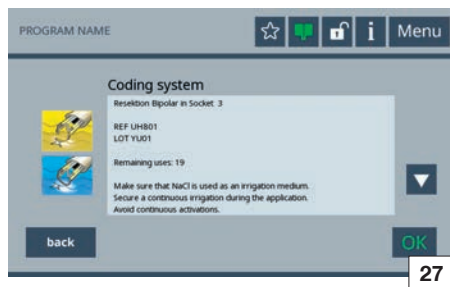 PROGRAM NAME
i
Menu
Coding system
Resektion Bipolar in Socket 3
REF UHB01
LOT YU01
Remaining uses: 19
Make sure that NaCl is used as an irrigation medium.
Secure a continuous irrigation during the application.
Avoid continuous activations.
back
OK
27